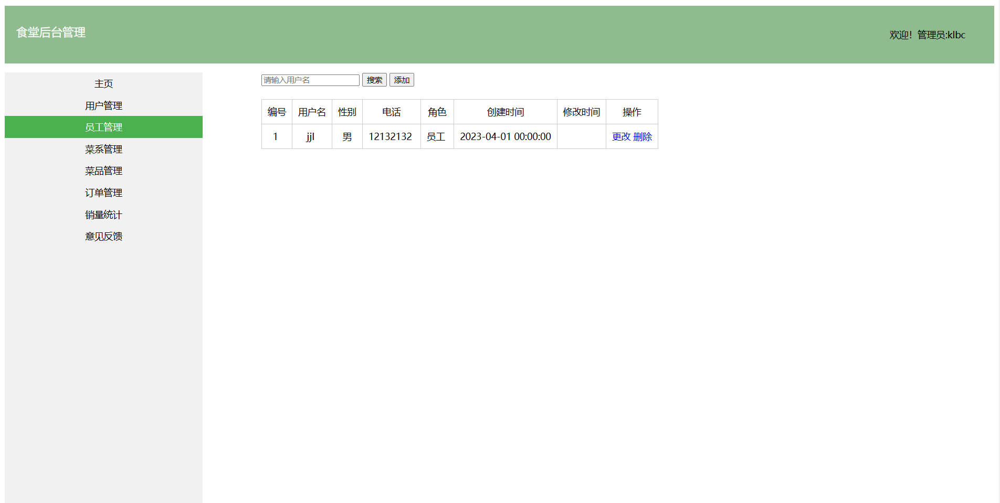 食堂后台管理
欢迎！管理员:klbc
主页
用户管理
员工管理
菜系管理
菜品管理
订单管理
销量统计
意见反馈
请输入用户名 搜索 添加
编号 用户名 性别 电话 角色 创建时间 修改时间 操作
1 jjl 男 12132132 员工 2023-04-01 00:00:00 更改 删除